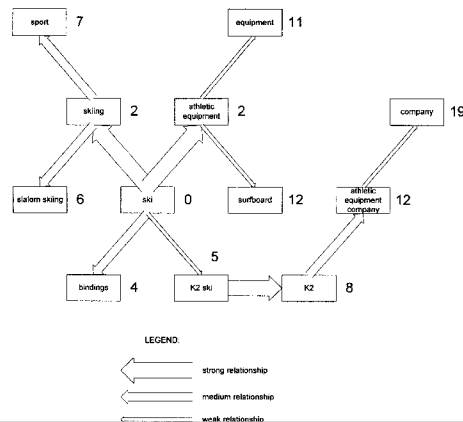 sport 7
equipment 11
skiing 2
athletic
equipment 2
company 19
slalom skiing 6
ski 0
surfboard 12
athletic
equipment
company 12
5
bindings 4
K2 ski
K2 8
LEGEND:
strong relationship
medium relationship
weak relationship